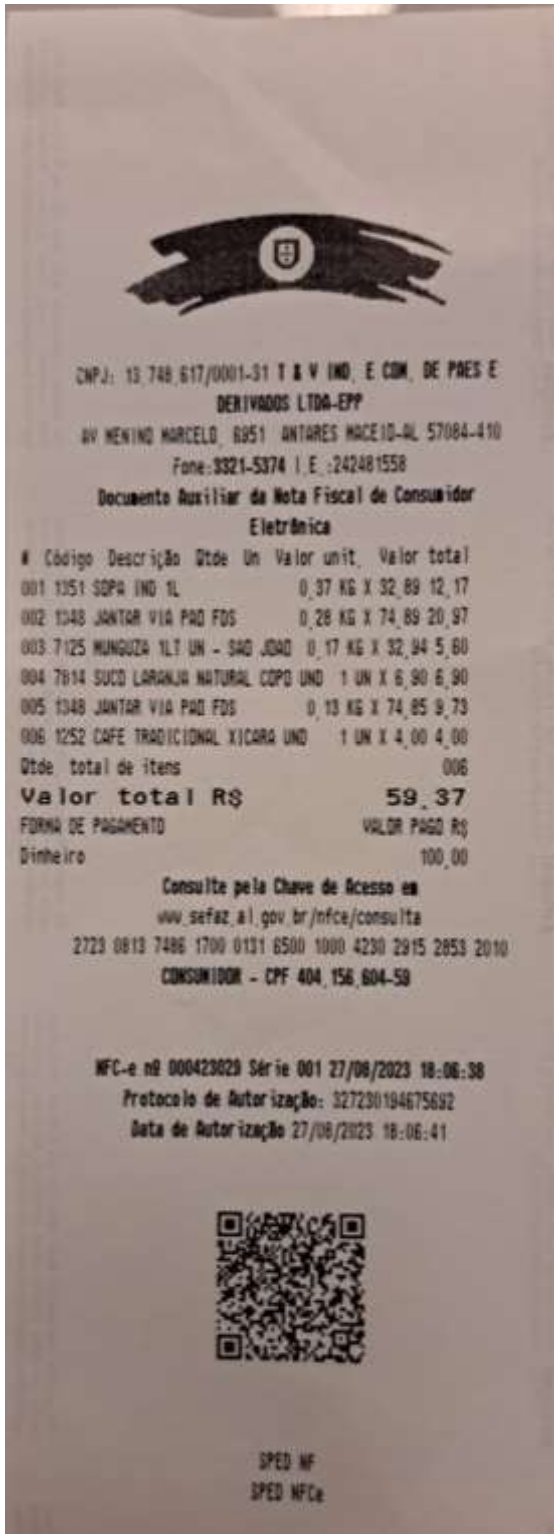 CNPJ: 13.748.617/0001-31 T & V IND. E COM. DE PAES E
DERIVADOS LTDA-EPP
AV MENINO MARCELO, 6951 ANTARES MACEIO-AL 57084-410
Fone:3321-5374 I.E.:242481558
Documento Auxiliar da Nota Fiscal de Consumidor
Eletrônica
# Código Descrição Qtde Un Valor unit. Valor total
001 1351 SOPA IND 1L 0,37 KG X 32,89 12,17
002 1348 JANTAR VIA PAO FDS 0,28 KG X 74,89 20,97
003 7125 MUNGUZA 1LT UN - SAO JOAO 0,17 KG X 32,94 5,60
004 7814 SUCO LARANJA NATURAL COPO UND 1 UN X 6,90 6,90
005 1348 JANTAR VIA PAO FDS 0,13 KG X 74,85 9,73
006 1252 CAFE TRADICIONAL XICARA UND 1 UN X 4,00 4,00
Qtde. total de itens 006
Valor total R$ 59,37
FORMA DE PAGAMENTO VALOR PAGO R$
Dinheiro 100,00
Consulte pela Chave de Acesso em
www.sefaz.al.gov.br/nfce/consulta
2723 0813 7486 1700 0131 6500 1000 4230 2915 2853 2010
CONSUMIDOR - CPF 404.156.604-59
NFC-e nº 000423029 Série 001 27/08/2023 18:06:38
Protocolo de Autorização: 327230194675692
Data de Autorização 27/08/2023 18:06:41
SPED NF
SPED NFCe